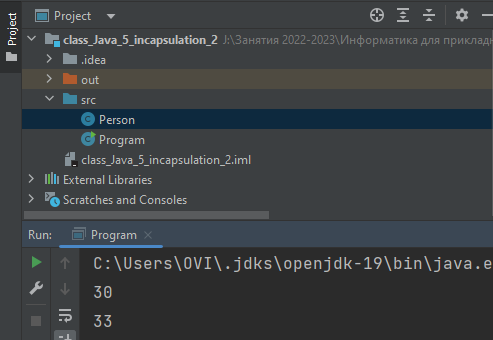 Project
Project
class_Java_5_incapsulation_2 J:\Занятия 2022-2023\Информатика для прикладн
.idea
out
src
Person
Program
class_Java_5_incapsulation_2.iml
External Libraries
Scratches and Consoles
Run: Program
C:\Users\OVI\.jdks\openjdk-19\bin\java.e
30
33